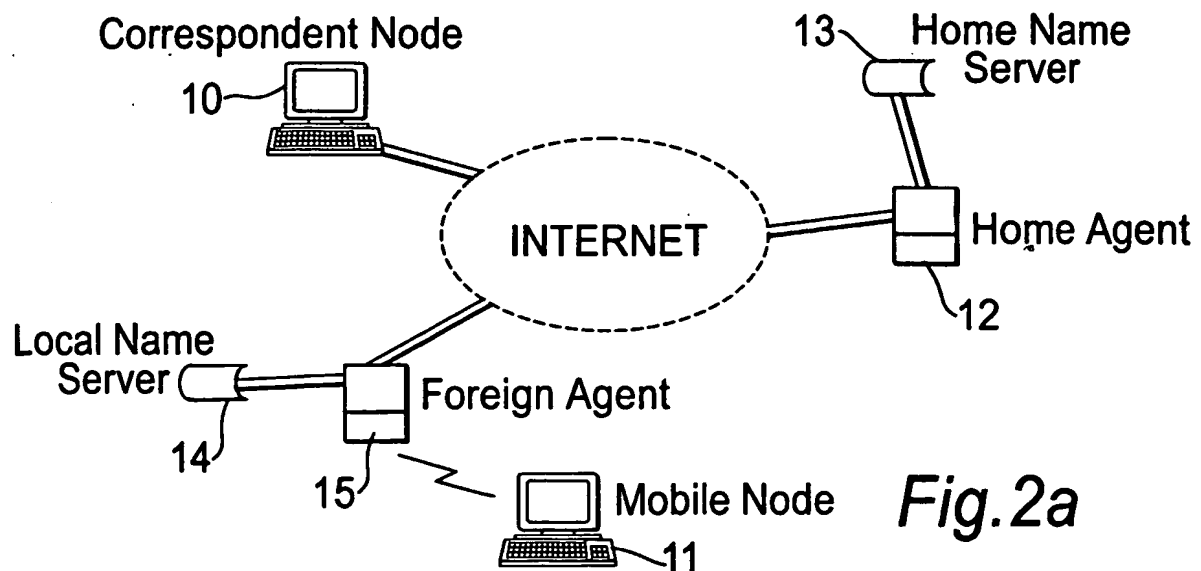 Correspondent Node
10
13
Home Name
Server
INTERNET
Home Agent
12
Local Name
Server
14
Foreign Agent
15
Mobile Node
11
Fig.2a